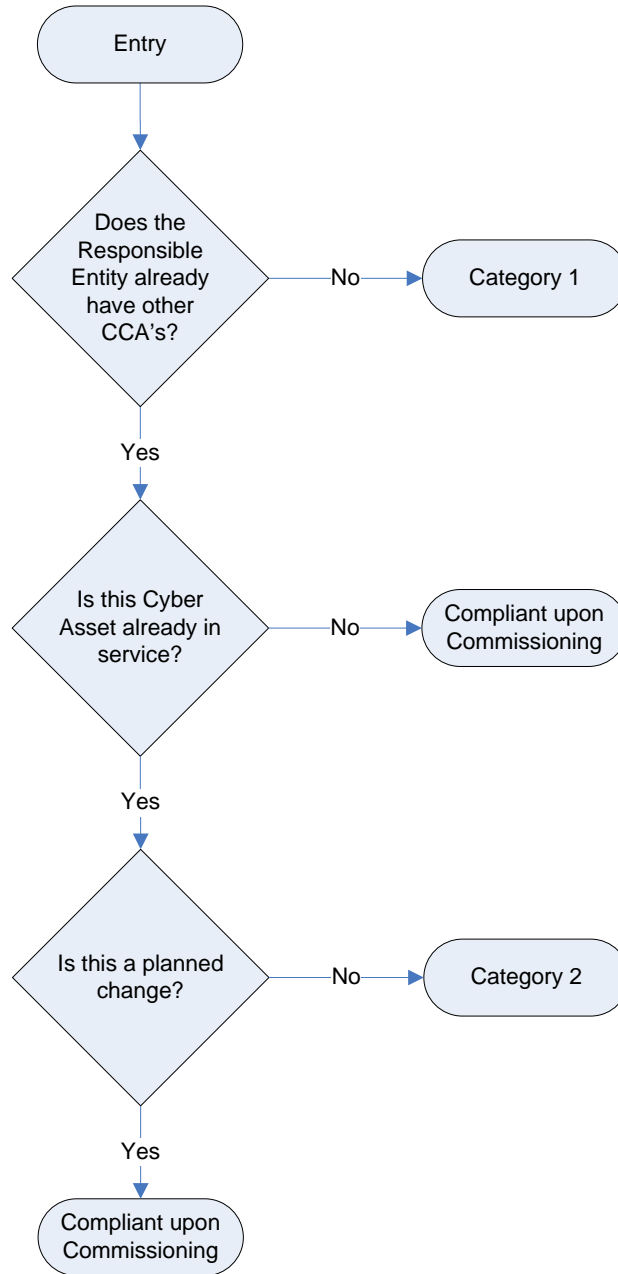 Entry
Does the
Responsible
Entity already
have other
CCA's?
No
Category 1
Yes
Is this Cyber
Asset already in
service?
No
Compliant upon
Commissioning
Yes
Is this a planned
change?
No
Category 2
Yes
Compliant upon
Commissioning